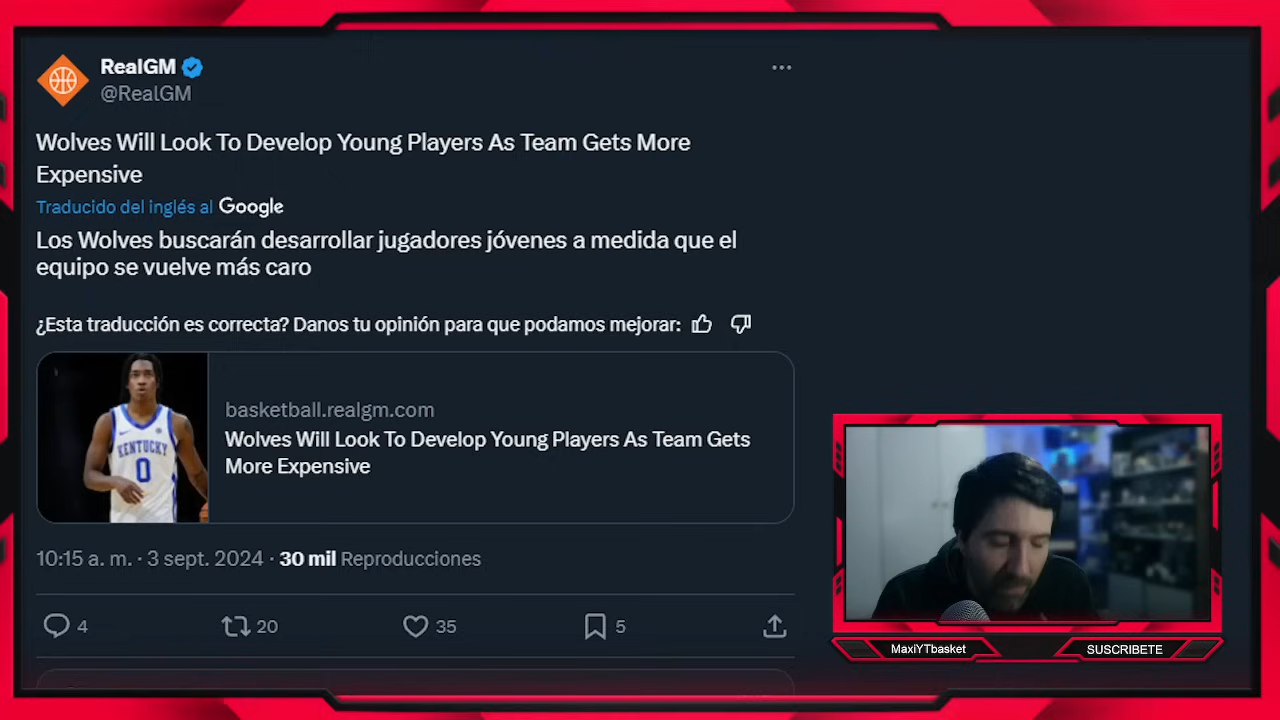 RealGM
@RealGM
Wolves Will Look To Develop Young Players As Team Gets More
Expensive
Traducido del inglés al Google
Los Wolves buscarán desarrollar jugadores jóvenes a medida que el
equipo se vuelve más caro
¿Esta traducción es correcta? Danos tu opinión para que podamos mejorar:
basketball.realgm.com
Wolves Will Look To Develop Young Players As Team Gets
More Expensive
KENTUCKY
0
10:15 a. m. · 3 sept. 2024 · 30 mil Reproducciones
4 20 35 5
MaxiYTbasket
SUSCRIBETE